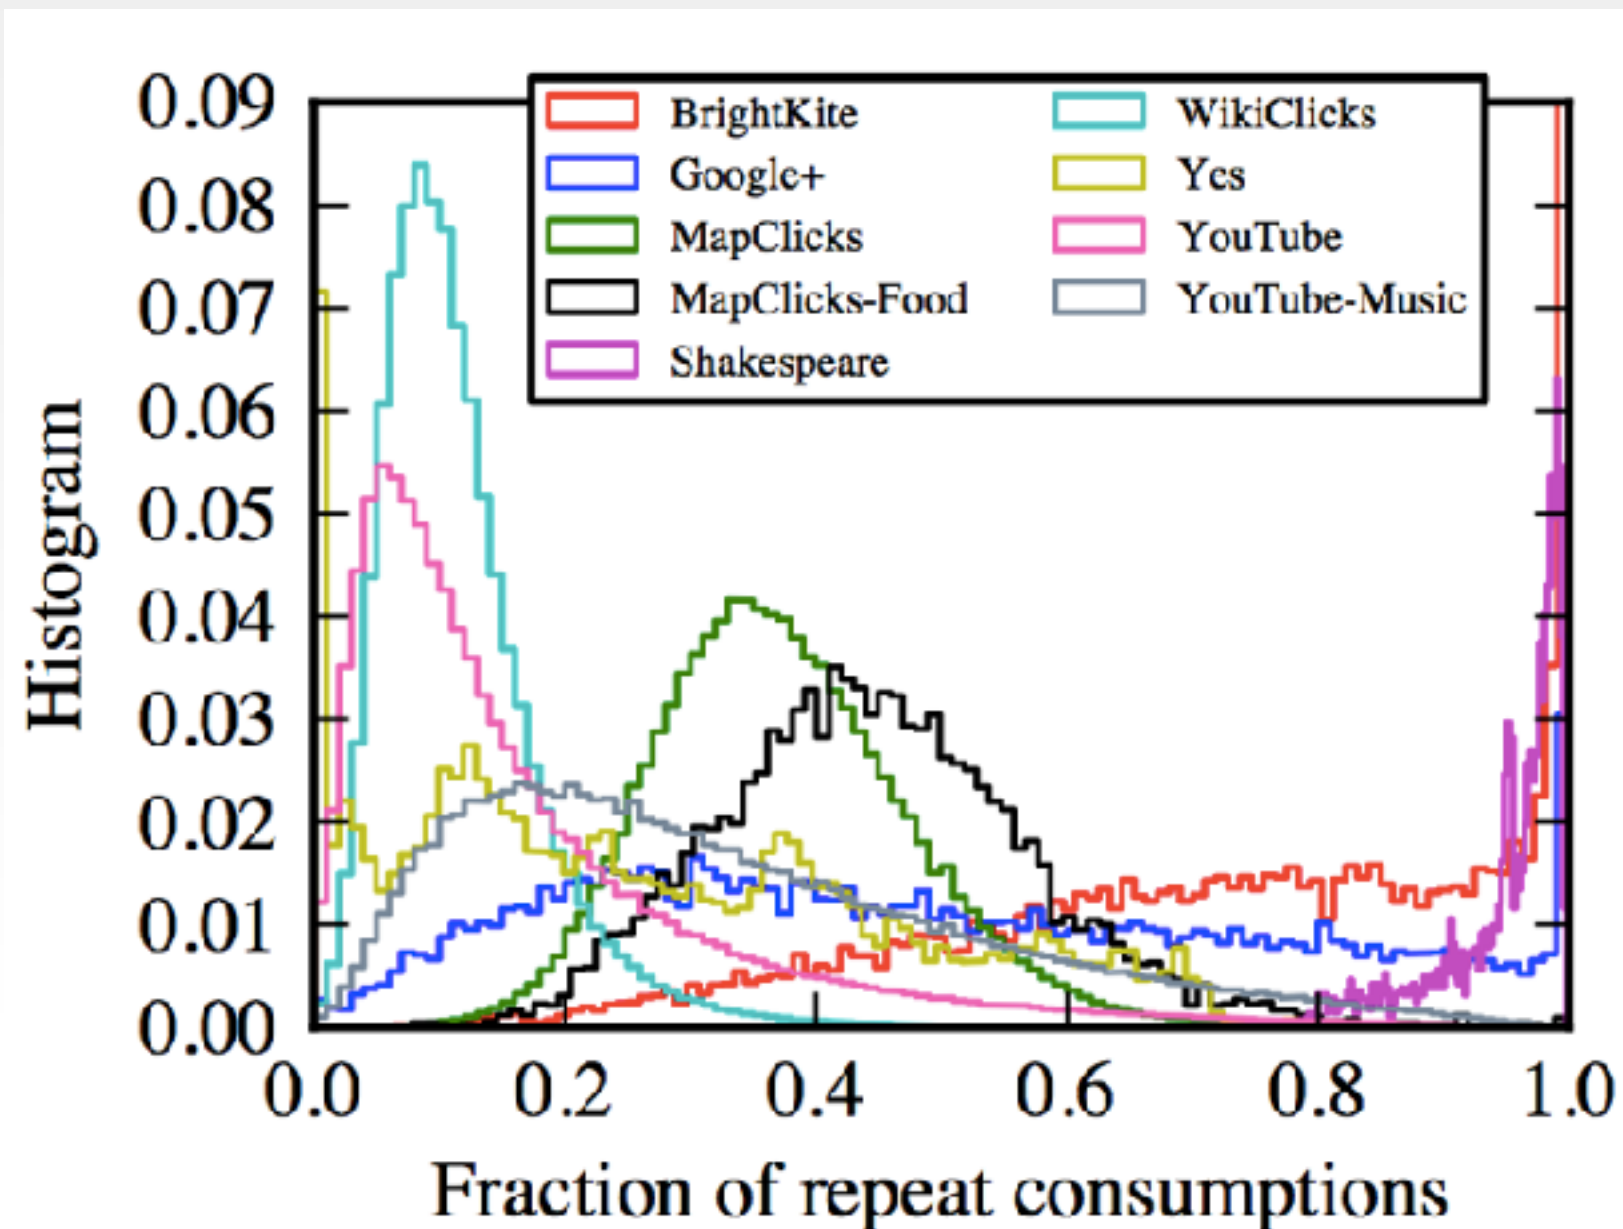 0.09
0.08
0.07
0.06
0.05
0.04
0.03
0.02
0.01
0.00
Histogram
BrightKite
Google+
MapClicks
MapClicks-Food
Shakespeare
WikiClicks
Yes
YouTube
YouTube-Music
0.0 0.2 0.4 0.6 0.8 1.0
Fraction of repeat consumptions